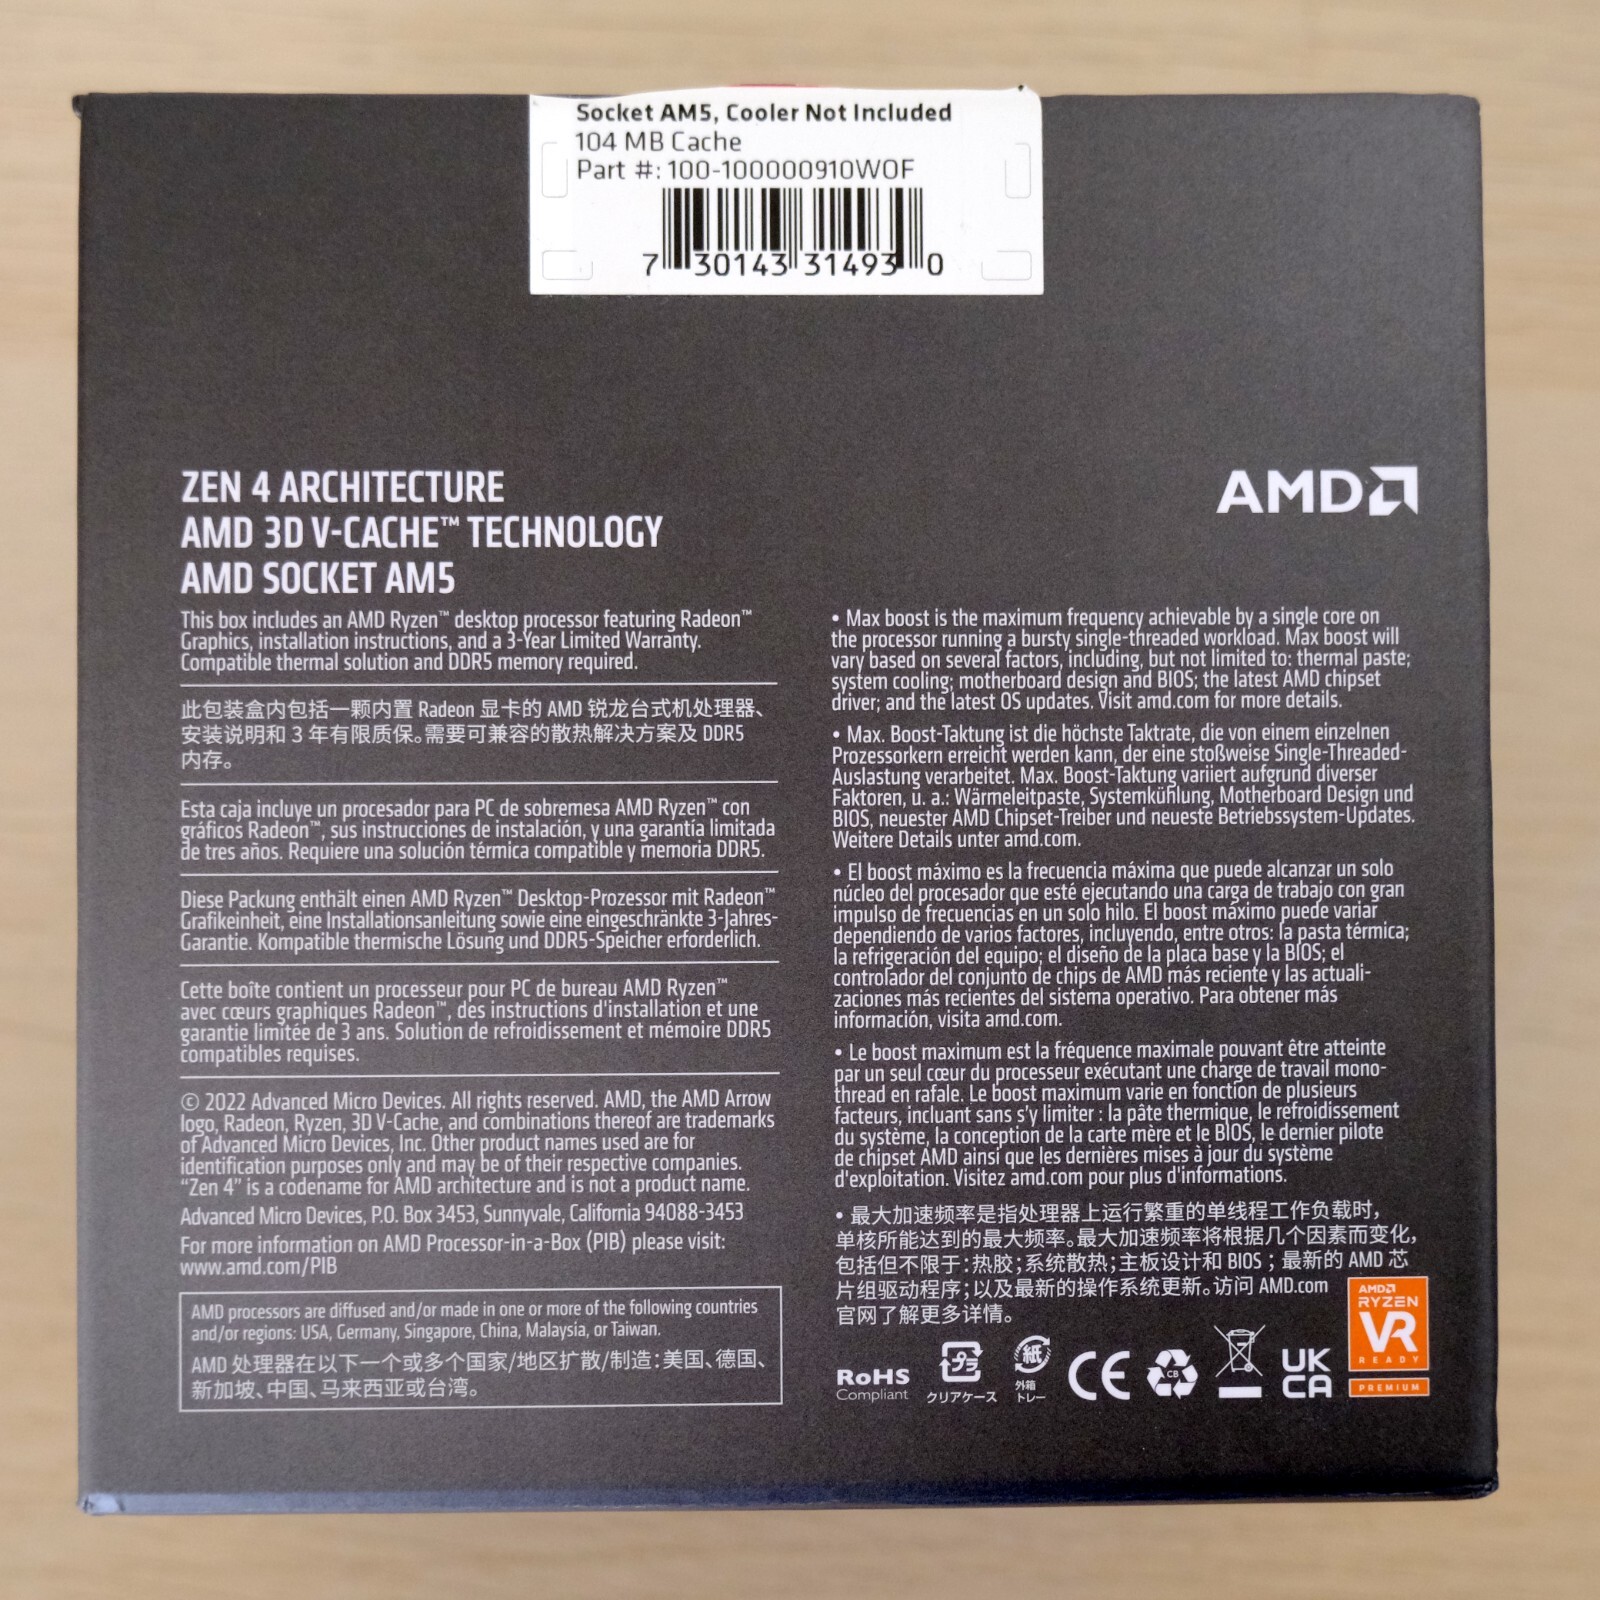 Socket AM5, Cooler Not Included
104 MB Cache
Part #: 100-100000910WOF
7 30143 31493 0
ZEN 4 ARCHITECTURE
AMD 3D V-CACHE™ TECHNOLOGY
AMD SOCKET AM5
This box includes an AMD Ryzen™ desktop processor featuring Radeon™
Graphics, installation instructions, and a 3-Year Limited Warranty.
Compatible thermal solution and DDR5 memory required.
此包装盒内包括一颗内置 Radeon 显卡的 AMD 锐龙台式机处理器、
安装说明和 3 年有限质保。需要可兼容的散热解决方案及 DDR5
内存。
Esta caja incluye un procesador para PC de sobremesa AMD Ryzen™ con
gráficos Radeon™, sus instrucciones de instalación, y una garantía limitada
de tres años. Requiere una solución térmica compatible y memoria DDR5.
Diese Packung enthält einen AMD Ryzen™ Desktop-Prozessor mit Radeon™
Grafikeinheit, eine Installationsanleitung sowie eine eingeschränkte 3-Jahres-
Garantie. Kompatible thermische Lösung und DDR5-Speicher erforderlich.
Cette boîte contient un processeur pour PC de bureau AMD Ryzen™
avec cœurs graphiques Radeon™, des instructions d'installation et une
garantie limitée de 3 ans. Solution de refroidissement et mémoire DDR5
compatibles requises.
© 2022 Advanced Micro Devices. All rights reserved. AMD, the AMD Arrow
logo, Radeon, Ryzen, 3D V-Cache, and combinations thereof are trademarks
of Advanced Micro Devices, Inc. Other product names used are for
identification purposes only and may be of their respective companies.
“Zen 4” is a codename for AMD architecture and is not a product name.
Advanced Micro Devices, P.O. Box 3453, Sunnyvale, California 94088-3453
For more information on AMD Processor-in-a-Box (PIB) please visit:
www.amd.com/PIB
AMD processors are diffused and/or made in one or more of the following countries
and/or regions: USA, Germany, Singapore, China, Malaysia, or Taiwan.
AMD 处理器在以下一个或多个国家/地区扩散/制造：美国、德国、
新加坡、中国、马来西亚或台湾。
AMD
• Max boost is the maximum frequency achievable by a single core on
the processor running a bursty single-threaded workload. Max boost will
vary based on several factors, including, but not limited to: thermal paste;
system cooling; motherboard design and BIOS; the latest AMD chipset
driver; and the latest OS updates. Visit amd.com for more details.
• Max. Boost-Taktung ist die höchste Taktrate, die von einem einzelnen
Prozessorkern erreicht werden kann, der eine stoßweise Single-Threaded-
Auslastung verarbeitet. Max. Boost-Taktung variiert aufgrund diverser
Faktoren, u. a.: Wärmeleitpaste, Systemkühlung, Motherboard Design und
BIOS, neuester AMD Chipset-Treiber und neueste Betriebssystem-Updates.
Weitere Details unter amd.com.
• El boost máximo es la frecuencia máxima que puede alcanzar un solo
núcleo del procesador que esté ejecutando una carga de trabajo con gran
impulso de frecuencias en un solo hilo. El boost máximo puede variar
dependiendo de varios factores, incluyendo, entre otros: la pasta térmica;
la refrigeración del equipo; el diseño de la placa base y la BIOS; el
controlador del conjunto de chips de AMD más reciente y las actuali-
zaciones más recientes del sistema operativo. Para obtener más
información, visita amd.com.
• Le boost maximum est la fréquence maximale pouvant être atteinte
par un seul cœur du processeur exécutant une charge de travail mono-
thread en rafale. Le boost maximum varie en fonction de plusieurs
facteurs, incluant sans s'y limiter : la pâte thermique, le refroidissement
du système, la conception de la carte mère et le BIOS, le dernier pilote
de chipset AMD ainsi que les dernières mises à jour du système
d'exploitation. Visitez amd.com pour plus d'informations.
• 最大加速频率是指处理器上运行繁重的单线程工作负载时，
单核所能达到的最大频率。最大加速频率将根据几个因素而变化，
包括但不限于：热胶；系统散热；主板设计和 BIOS；最新的 AMD 芯
片组驱动程序；以及最新的操作系统更新。访问 AMD.com
官网了解更多详情。
RoHS
Compliant
プラ
クリアケース
紙
外箱
トレー
CE
CB
UK
CA
AMD
RYZEN
VR
READY
PREMIUM